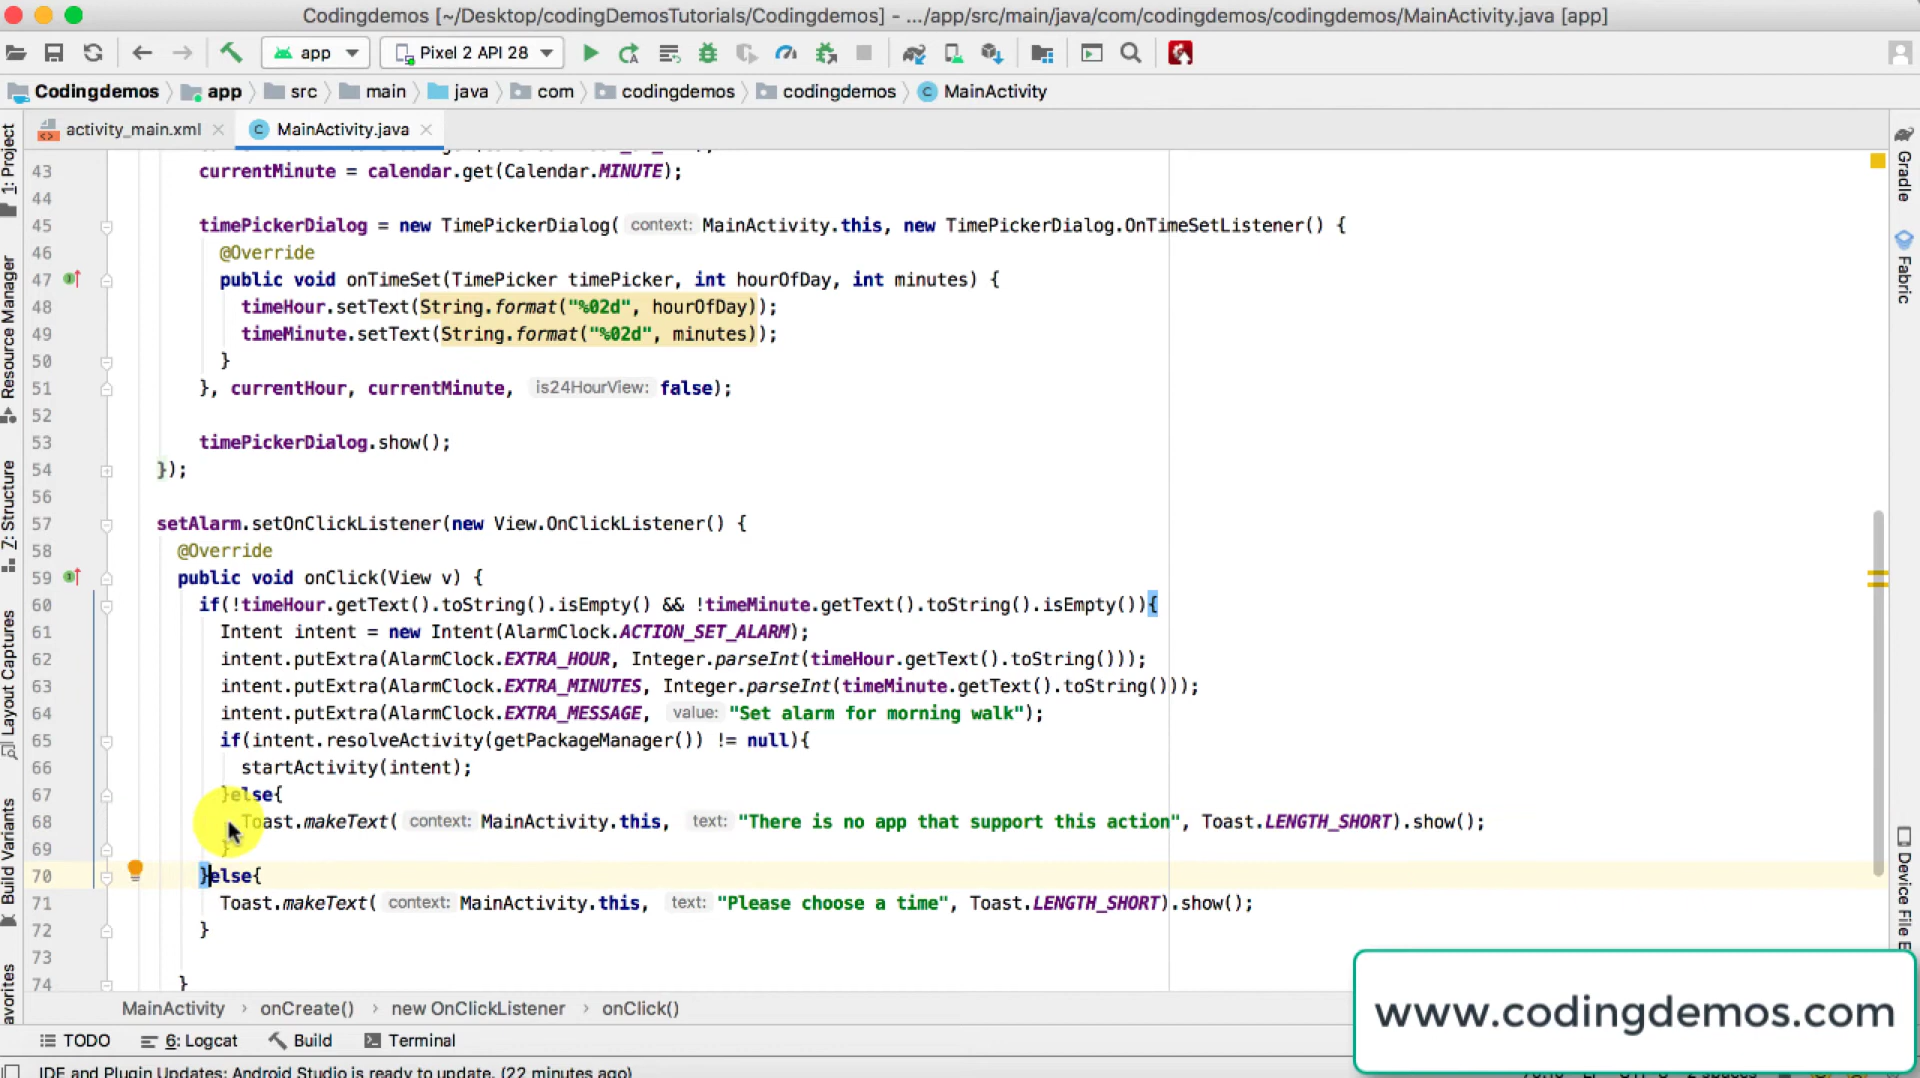 Codingdemos [~/Desktop/codingDemosTutorials/Codingdemos] - .../app/src/main/java/com/codingdemos/codingdemos/MainActivity.java [app]
app Pixel 2 API 28
Codingdemos app src main java com codingdemos codingdemos MainActivity
activity_main.xml MainActivity.java
1: Project
Resource Manager
Z: Structure
Layout Captures
Build Variants
Gradle
Fabric
43 currentMinute = calendar.get(Calendar.MINUTE);
44
45 timePickerDialog = new TimePickerDialog( context: MainActivity.this, new TimePickerDialog.OnTimeSetListener() {
46 @Override
47 public void onTimeSet(TimePicker timePicker, int hourOfDay, int minutes) {
48 timeHour.setText(String.format("%02d", hourOfDay));
49 timeMinute.setText(String.format("%02d", minutes));
50 }
51 }, currentHour, currentMinute, is24HourView: false);
52
53 timePickerDialog.show();
54 });
56
57 setAlarm.setOnClickListener(new View.OnClickListener() {
58 @Override
59 public void onClick(View v) {
60 if(!timeHour.getText().toString().isEmpty() && !timeMinute.getText().toString().isEmpty()){
61 Intent intent = new Intent(AlarmClock.ACTION_SET_ALARM);
62 intent.putExtra(AlarmClock.EXTRA_HOUR, Integer.parseInt(timeHour.getText().toString()));
63 intent.putExtra(AlarmClock.EXTRA_MINUTES, Integer.parseInt(timeMinute.getText().toString()));
64 intent.putExtra(AlarmClock.EXTRA_MESSAGE, value: "Set alarm for morning walk");
65 if(intent.resolveActivity(getPackageManager()) != null){
66 startActivity(intent);
67 }else{
68 Toast.makeText( context: MainActivity.this, text: "There is no app that support this action", Toast.LENGTH_SHORT).show();
69 }
70 }else{
71 Toast.makeText( context: MainActivity.this, text: "Please choose a time", Toast.LENGTH_SHORT).show();
72 }
73
74 }
MainActivity onCreate() new OnClickListener onClick()
www.codingdemos.com
TODO 6: Logcat Build Terminal
IDE and Plugin Updates: Android Studio is ready to update. (22 minutes ago)